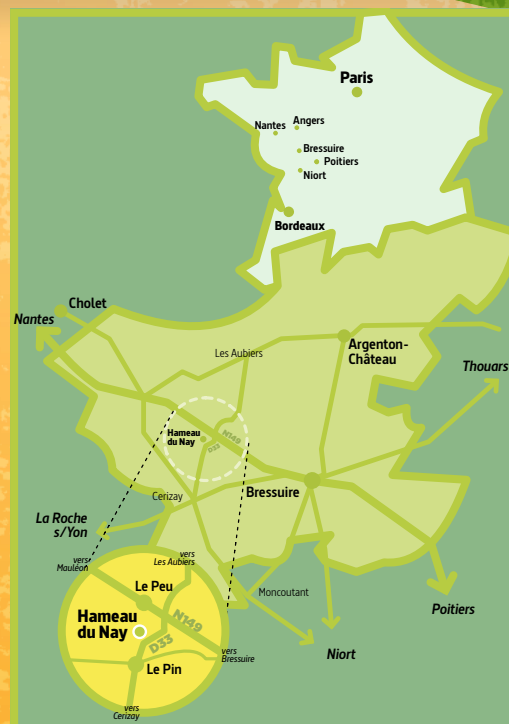 Paris
Nantes
Angers
Bressuire
Poitiers
Niort
Bordeaux
Cholet
Nantes
Les Aubiers
Argenton-
Château
Thouars
Hameau
du Nay
N149
D33
Cerizay
Bressuire
La Roche
s/Yon
vers
Mauléon
vers
Les Aubiers
Le Peu
Moncoutant
Poitiers
Hameau
du Nay
N149
D33
Niort
vers
Bressuire
Le Pin
vers
Cerizay